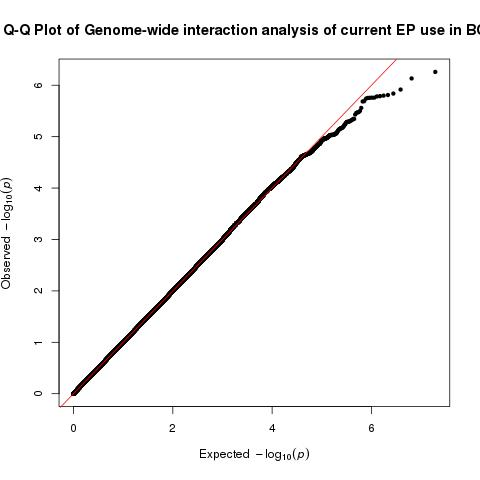 Q-Q Plot of Genome-wide interaction analysis of current EP use in BC
6
5
4
3
2
1
0
Observed −log10(p)
0 2 4 6
Expected −log10(p)